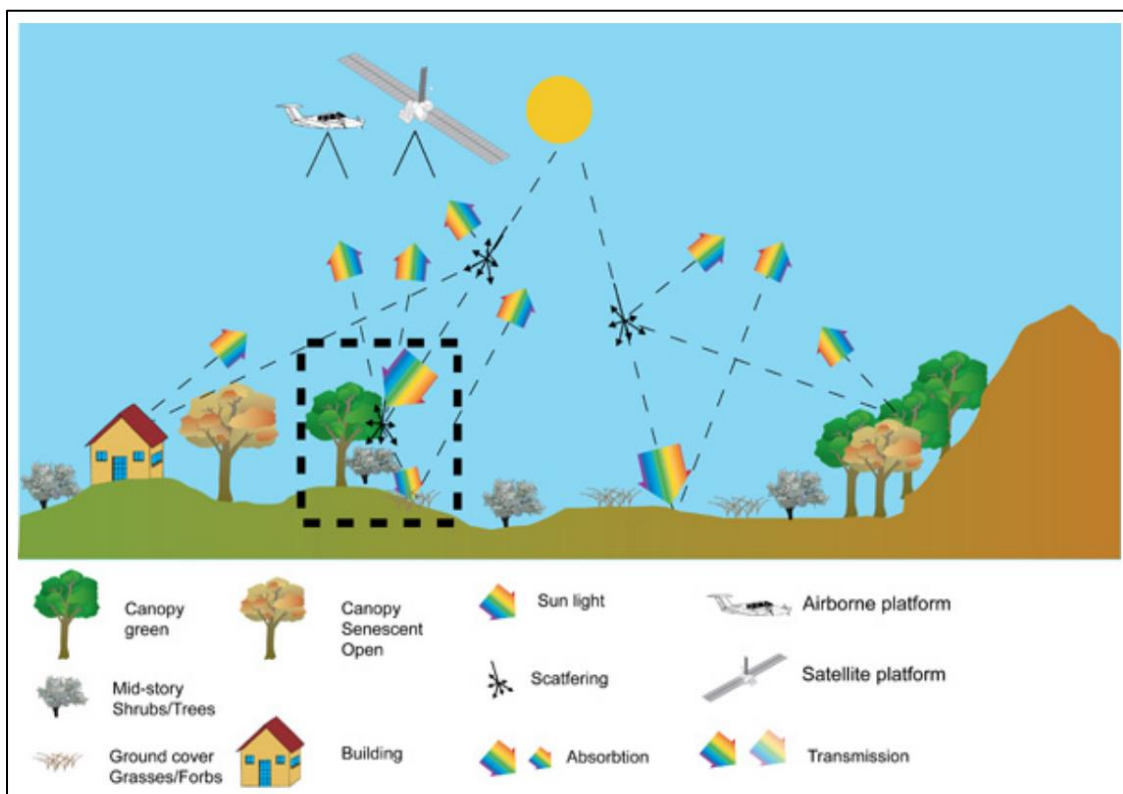 Canopy
green
Canopy
Senescent
Open
Sun light
Airborne platform
Mid-story
Shrubs/Trees
Scatfering
Satellite platform
Ground cover
Grasses/Forbs
Building
Absorbtion
Transmission